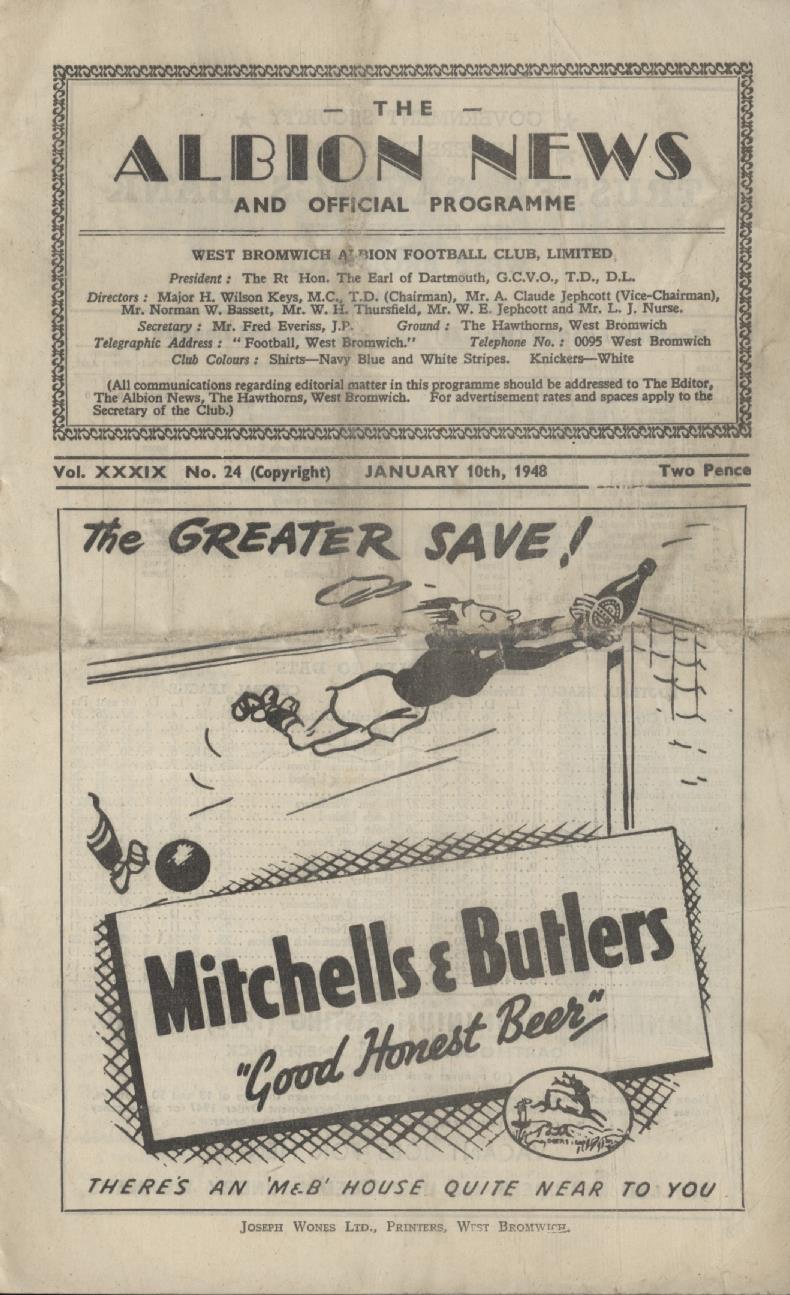 — THE —
ALBION NEWS
AND OFFICIAL PROGRAMME
WEST BROMWICH ALBION FOOTBALL CLUB, LIMITED
President : The Rt Hon. The Earl of Dartmouth, G.C.V.O., T.D., D.L.
Directors : Major H. Wilson Keys, M.C., T.D. (Chairman), Mr. A. Claude Jephcott (Vice-Chairman),
Mr. Norman W. Bassett, Mr. W. H. Thursfield, Mr. W. E. Jephcott and Mr. L. J. Nurse.
Secretary : Mr. Fred Everiss, J.P. Ground : The Hawthorns, West Bromwich
Telegraphic Address : "Football, West Bromwich." Telephone No. : 0095 West Bromwich
Club Colours : Shirts—Navy Blue and White Stripes. Knickers—White
(All communications regarding editorial matter in this programme should be addressed to The Editor,
The Albion News, The Hawthorns, West Bromwich. For advertisement rates and spaces apply to the
Secretary of the Club.)
Vol. XXXIX No. 24 (Copyright) JANUARY 10th, 1948 Two Pence
The GREATER SAVE!
Mitchells & Butlers
"Good Honest Beer"
THERE'S AN 'M&B' HOUSE QUITE NEAR TO YOU
JOSEPH WONES LTD., PRINTERS, WEST BROMWICH.